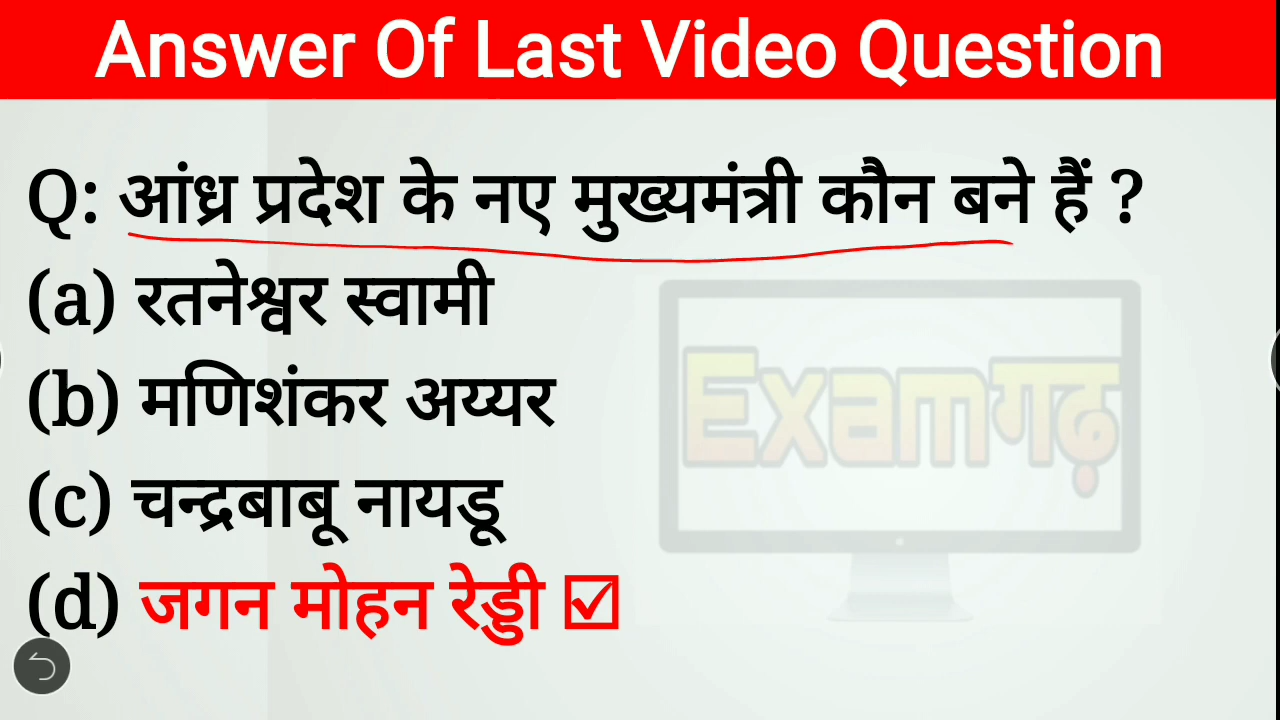 Answer Of Last Video Question
Q: आंध्र प्रदेश के नए मुख्यमंत्री कौन बने हैं ?
(a) रतनेश्वर स्वामी
(b) मणिशंकर अय्यर
Examगढ़
(c) चन्द्रबाबू नायडू
(d) जगन मोहन रेड्डी ☑